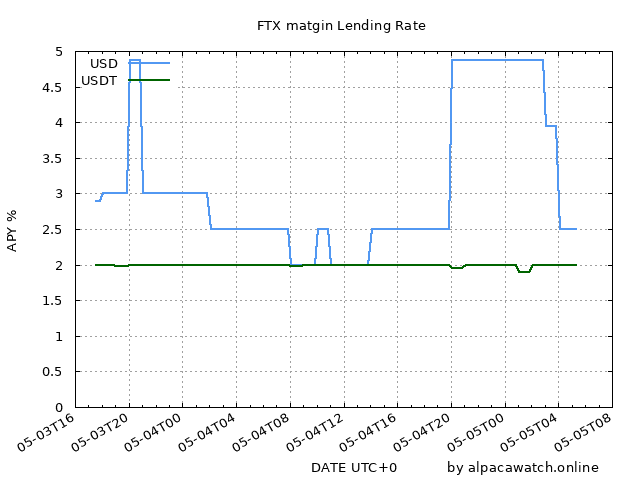 FTX matgin Lending Rate
USD
USDT
5
4.5
4
3.5
3
2.5
2
1.5
1
0.5
0
APY %
05-03T16 05-03T20 05-04T00 05-04T04 05-04T08 05-04T12 05-04T16 05-04T20 05-05T00 05-05T04 05-05T08
DATE UTC+0 by alpacawatch.online